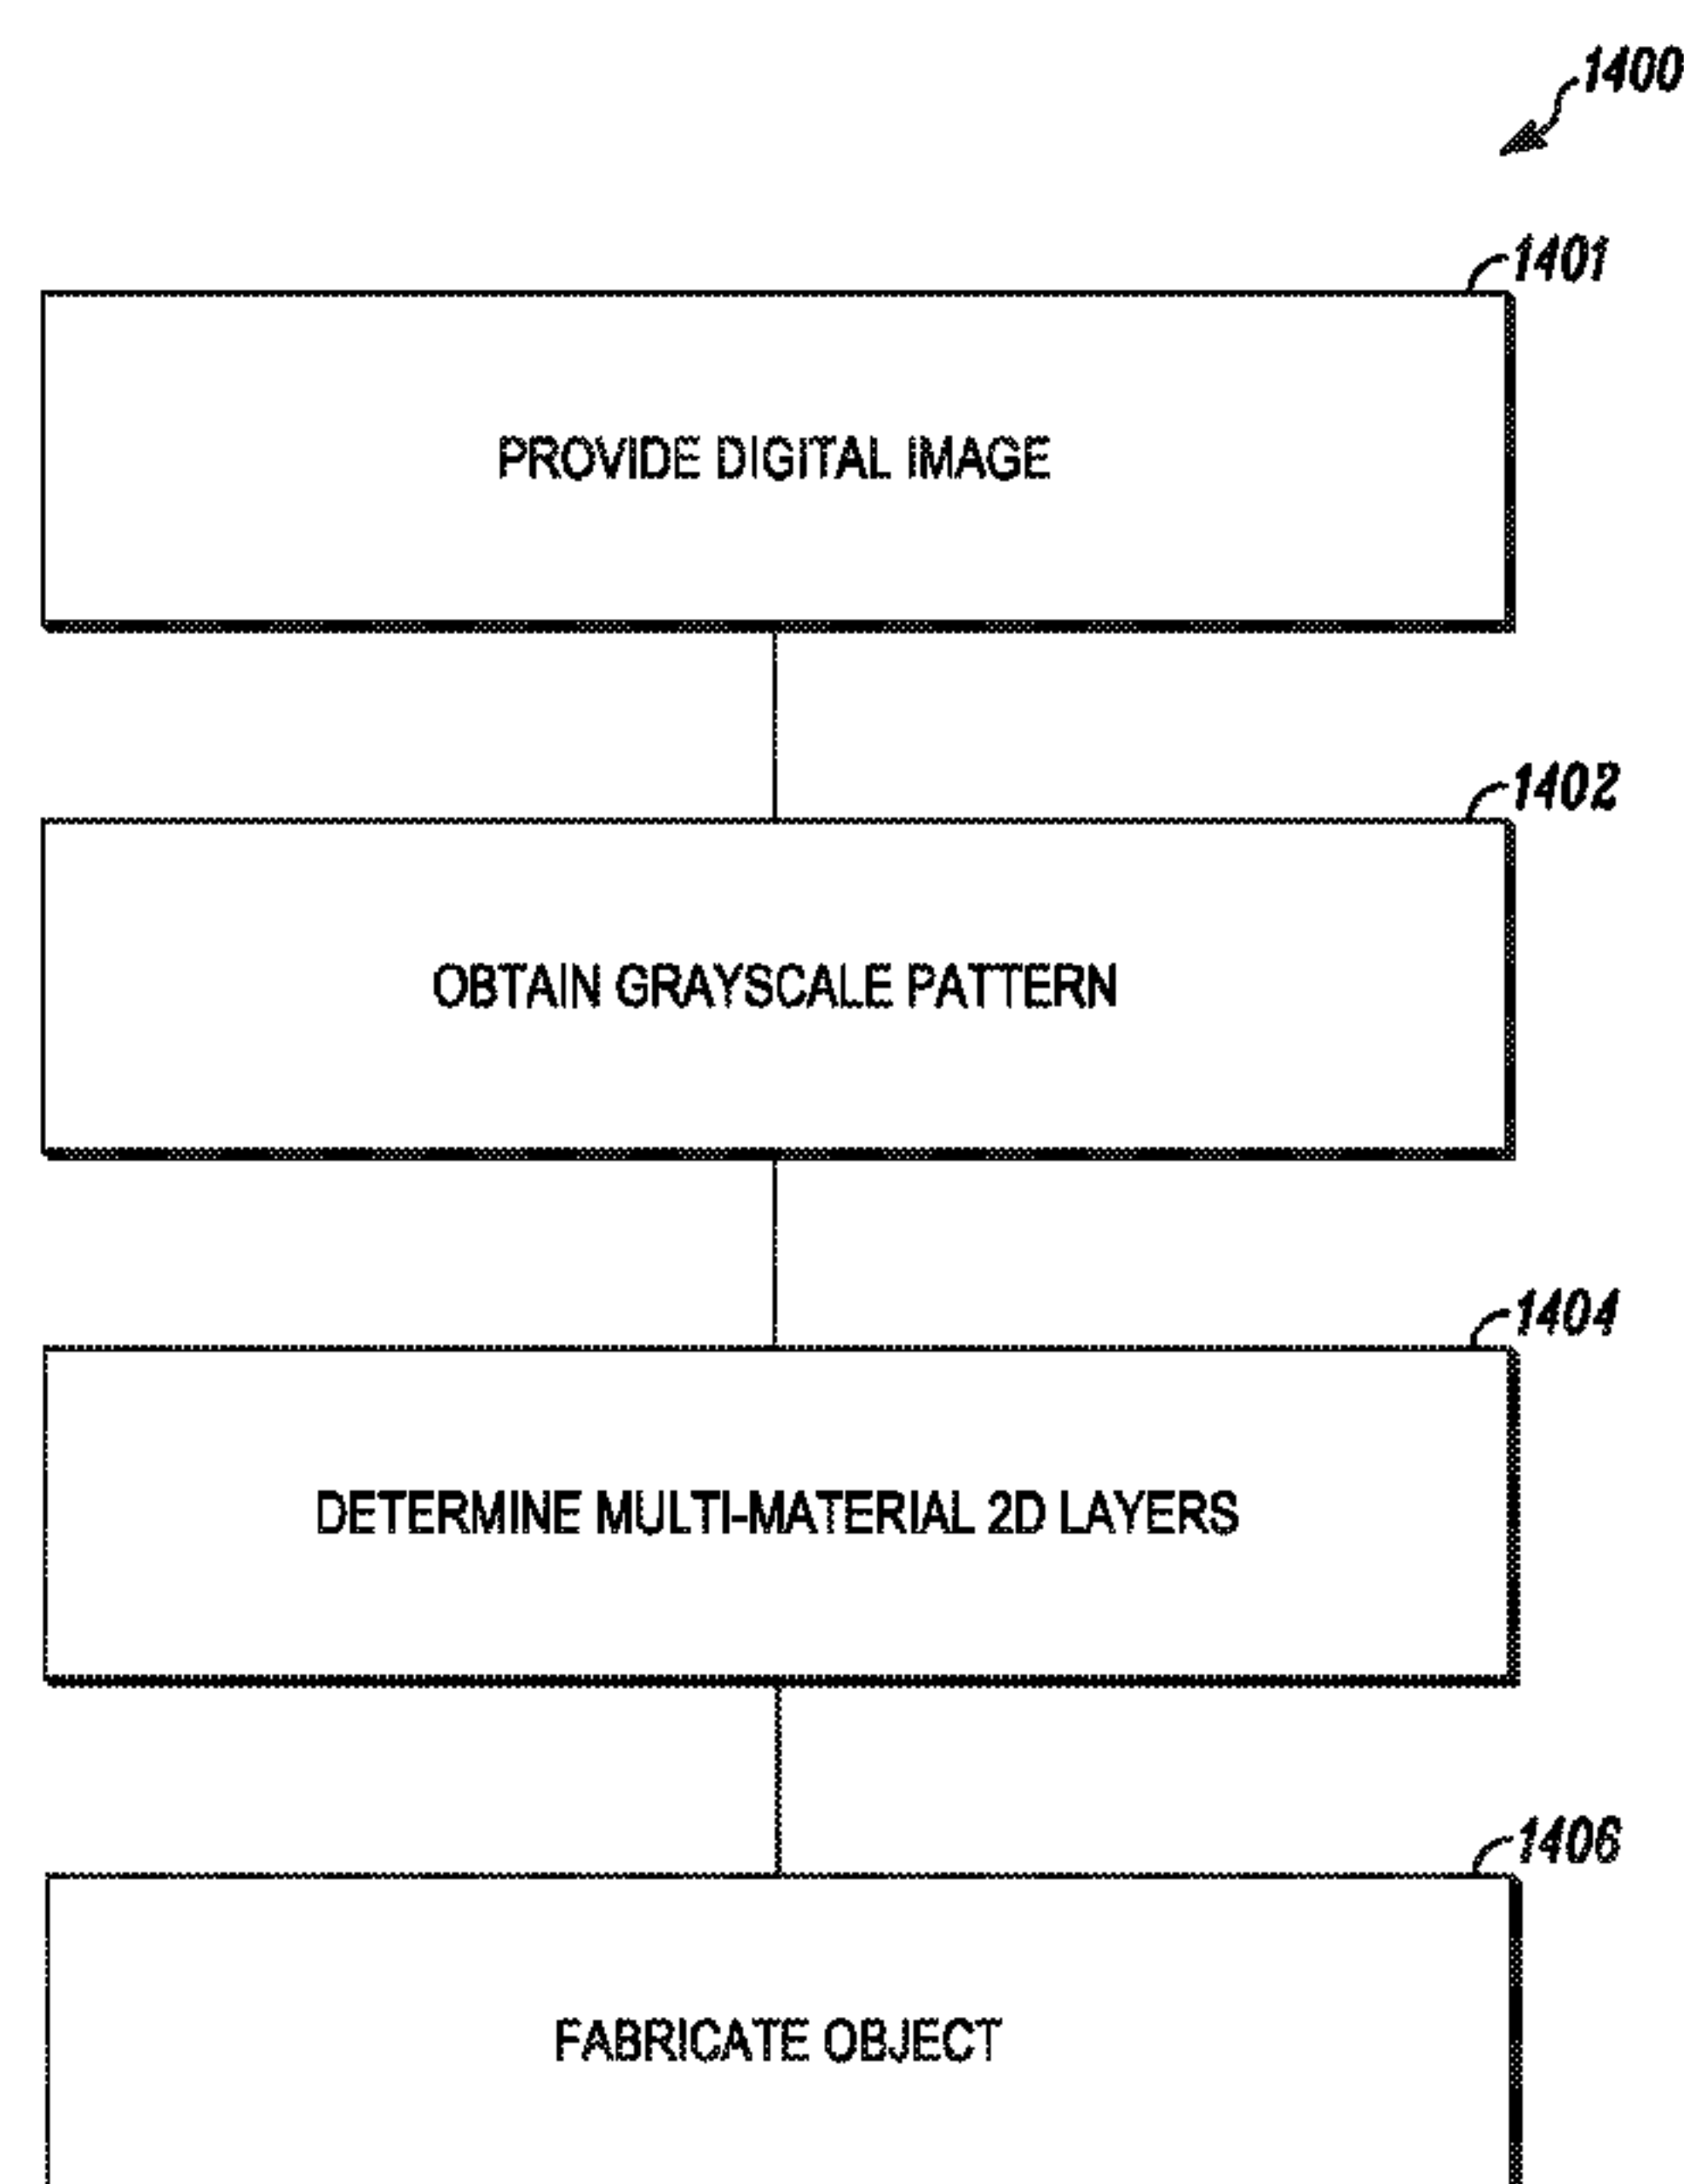 1400
1401
PROVIDE DIGITAL IMAGE
1402
OBTAIN GRAYSCALE PATTERN
1404
DETERMINE MULTI-MATERIAL 2D LAYERS
1406
FABRICATE OBJECT